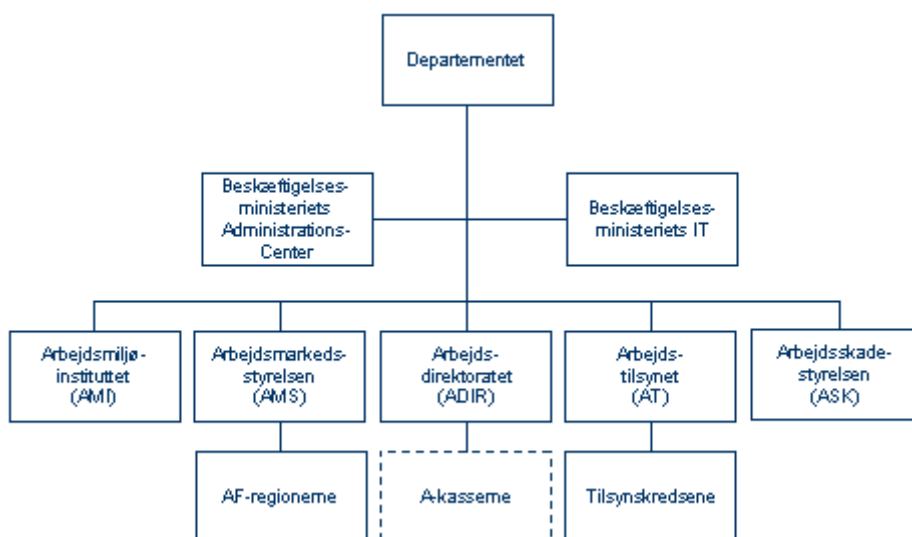 Departementet
Beskæftigelses-
ministeriets
Administrations-
Center
Beskæftigelses-
ministeriets IT
Arbejdsmiljø-
instituttet
(AMI)
Arbejdsmarkeds-
styrelsen
(AMS)
Arbejds-
direktoratet
(ADIR)
Arbejds-
tilsynet
(AT)
Arbejdsskade-
styrelsen
(ASK)
AF-regionerne
A-kasserne
Tilsynskredsene